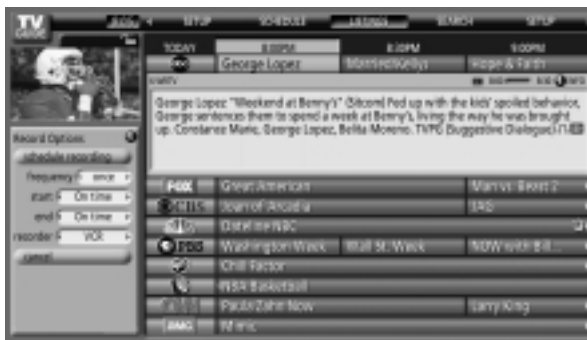 TV
GUIDE
SETUP SCHEDULE LISTINGS SEARCH SETUP
TODAY 8:00PM 8:30PM 9:00PM
abc George Lopez Married/Kellys Hope & Faith
George Lopez "Weekend at Benny's" (Sitcom) Fed up with the kids' spoiled behavior,
George sentences them to spend a week at Benny's, living the way he was brought
up. Constance Marie, George Lopez, Belita Moreno. TVPG (Suggestive Dialogue)
Record Options
schedule recording
frequency once
start On time
end On time
recorder VCR
cancel
FOX Great American Man vs. Beast 2
CBS Joan of Arcadia JAG
Dateline NBC
PBS Washington Week Wall St. Week NOW with Bill...
Chill Factor
NBA Basketball
Paula Zahn Now Larry King
AMC Mimic